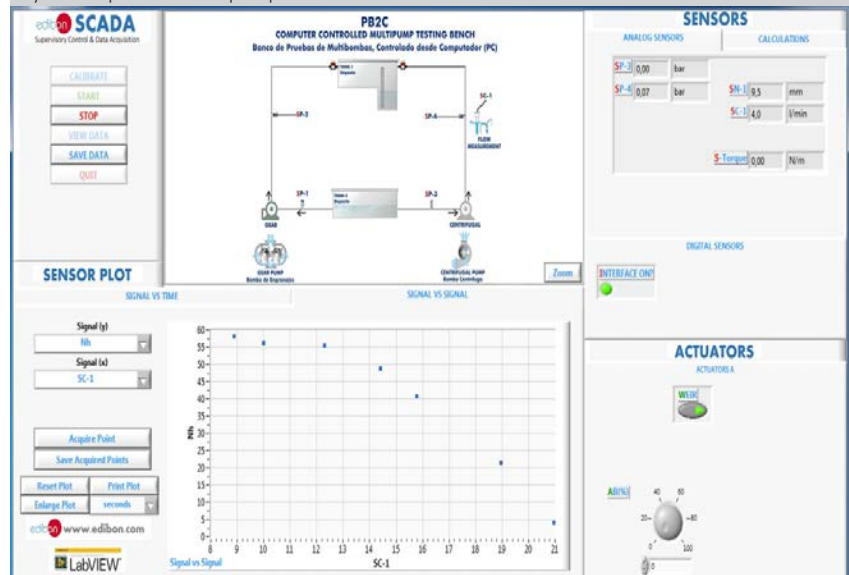 edibon SCADA
Supervisory Control & Data Acquisition
CALIBRATE
START
STOP
VIEW DATA
SAVE DATA
QUIT
PB2C
COMPUTER CONTROLLED MULTIPUMP TESTING BENCH
Banco de Pruebas de Multibombas, Controlado desde Computador (PC)
SC-1
SP-3
SP-4
FLOW
MEASUREMENT
SP-1
SP-2
GEAR
CENTRIFUGAL
GEAR PUMP
Bomba de Engranajes
CENTRIFUGAL PUMP
Bomba Centrífuga
Zoom
SENSORS
ANALOG SENSORS
CALCULATIONS
SP-3 0,00 bar
SP-4 0,07 bar
SN-1 9,5 mm
SC-1 4,0 l/min
S-Torque 0,00 N/m
DIGITAL SENSORS
INTERFACE ON?
SENSOR PLOT
SIGNAL VS TIME
SIGNAL VS SIGNAL
Signal (y)
Nh
Signal (x)
SC-1
Acquire Point
Save Acquired Points
Reset Plot
Print Plot
Enlarge Plot
seconds
edibon www.edibon.com
LabVIEW
Nh
60
55
50
45
40
35
30
25
20
15
10
5
0
8 9 10 11 12 13 14 15 16 17 18 19 20 21
Signal vs Signal
SC-1
ACTUATORS
ACTUATORS A
WEIR
AB(%)
40 60
20 80
0 100
0